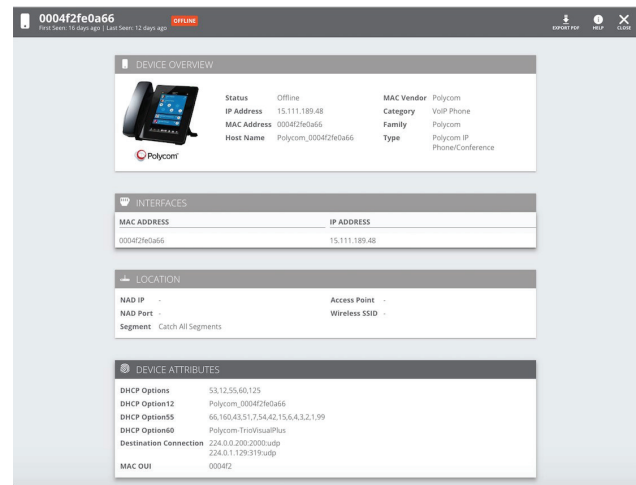 0004f2fe0a66 OFFLINE
First Seen: 16 days ago | Last Seen: 12 days ago
EXPORT PDF HELP CLOSE
DEVICE OVERVIEW
Status Offline MAC Vendor Polycom
IP Address 15.111.189.48 Category VoIP Phone
MAC Address 0004f2fe0a66 Family Polycom
Host Name Polycom_0004f2fe0a66 Type Polycom IP
Phone/Conference
Polycom
INTERFACES
MAC ADDRESS IP ADDRESS
0004f2fe0a66 15.111.189.48
LOCATION
NAD IP - Access Point -
NAD Port - Wireless SSID -
Segment Catch All Segments
DEVICE ATTRIBUTES
DHCP Options 53,12,55,60,125
DHCP Option12 Polycom_0004f2fe0a66
DHCP Option55 66,160,43,51,7,54,42,15,6,4,3,2,1,99
DHCP Option60 Polycom-TrioVisualPlus
Destination Connection 224.0.0.200:2000:udp
224.0.1.129:319:udp
MAC OUI 0004f2